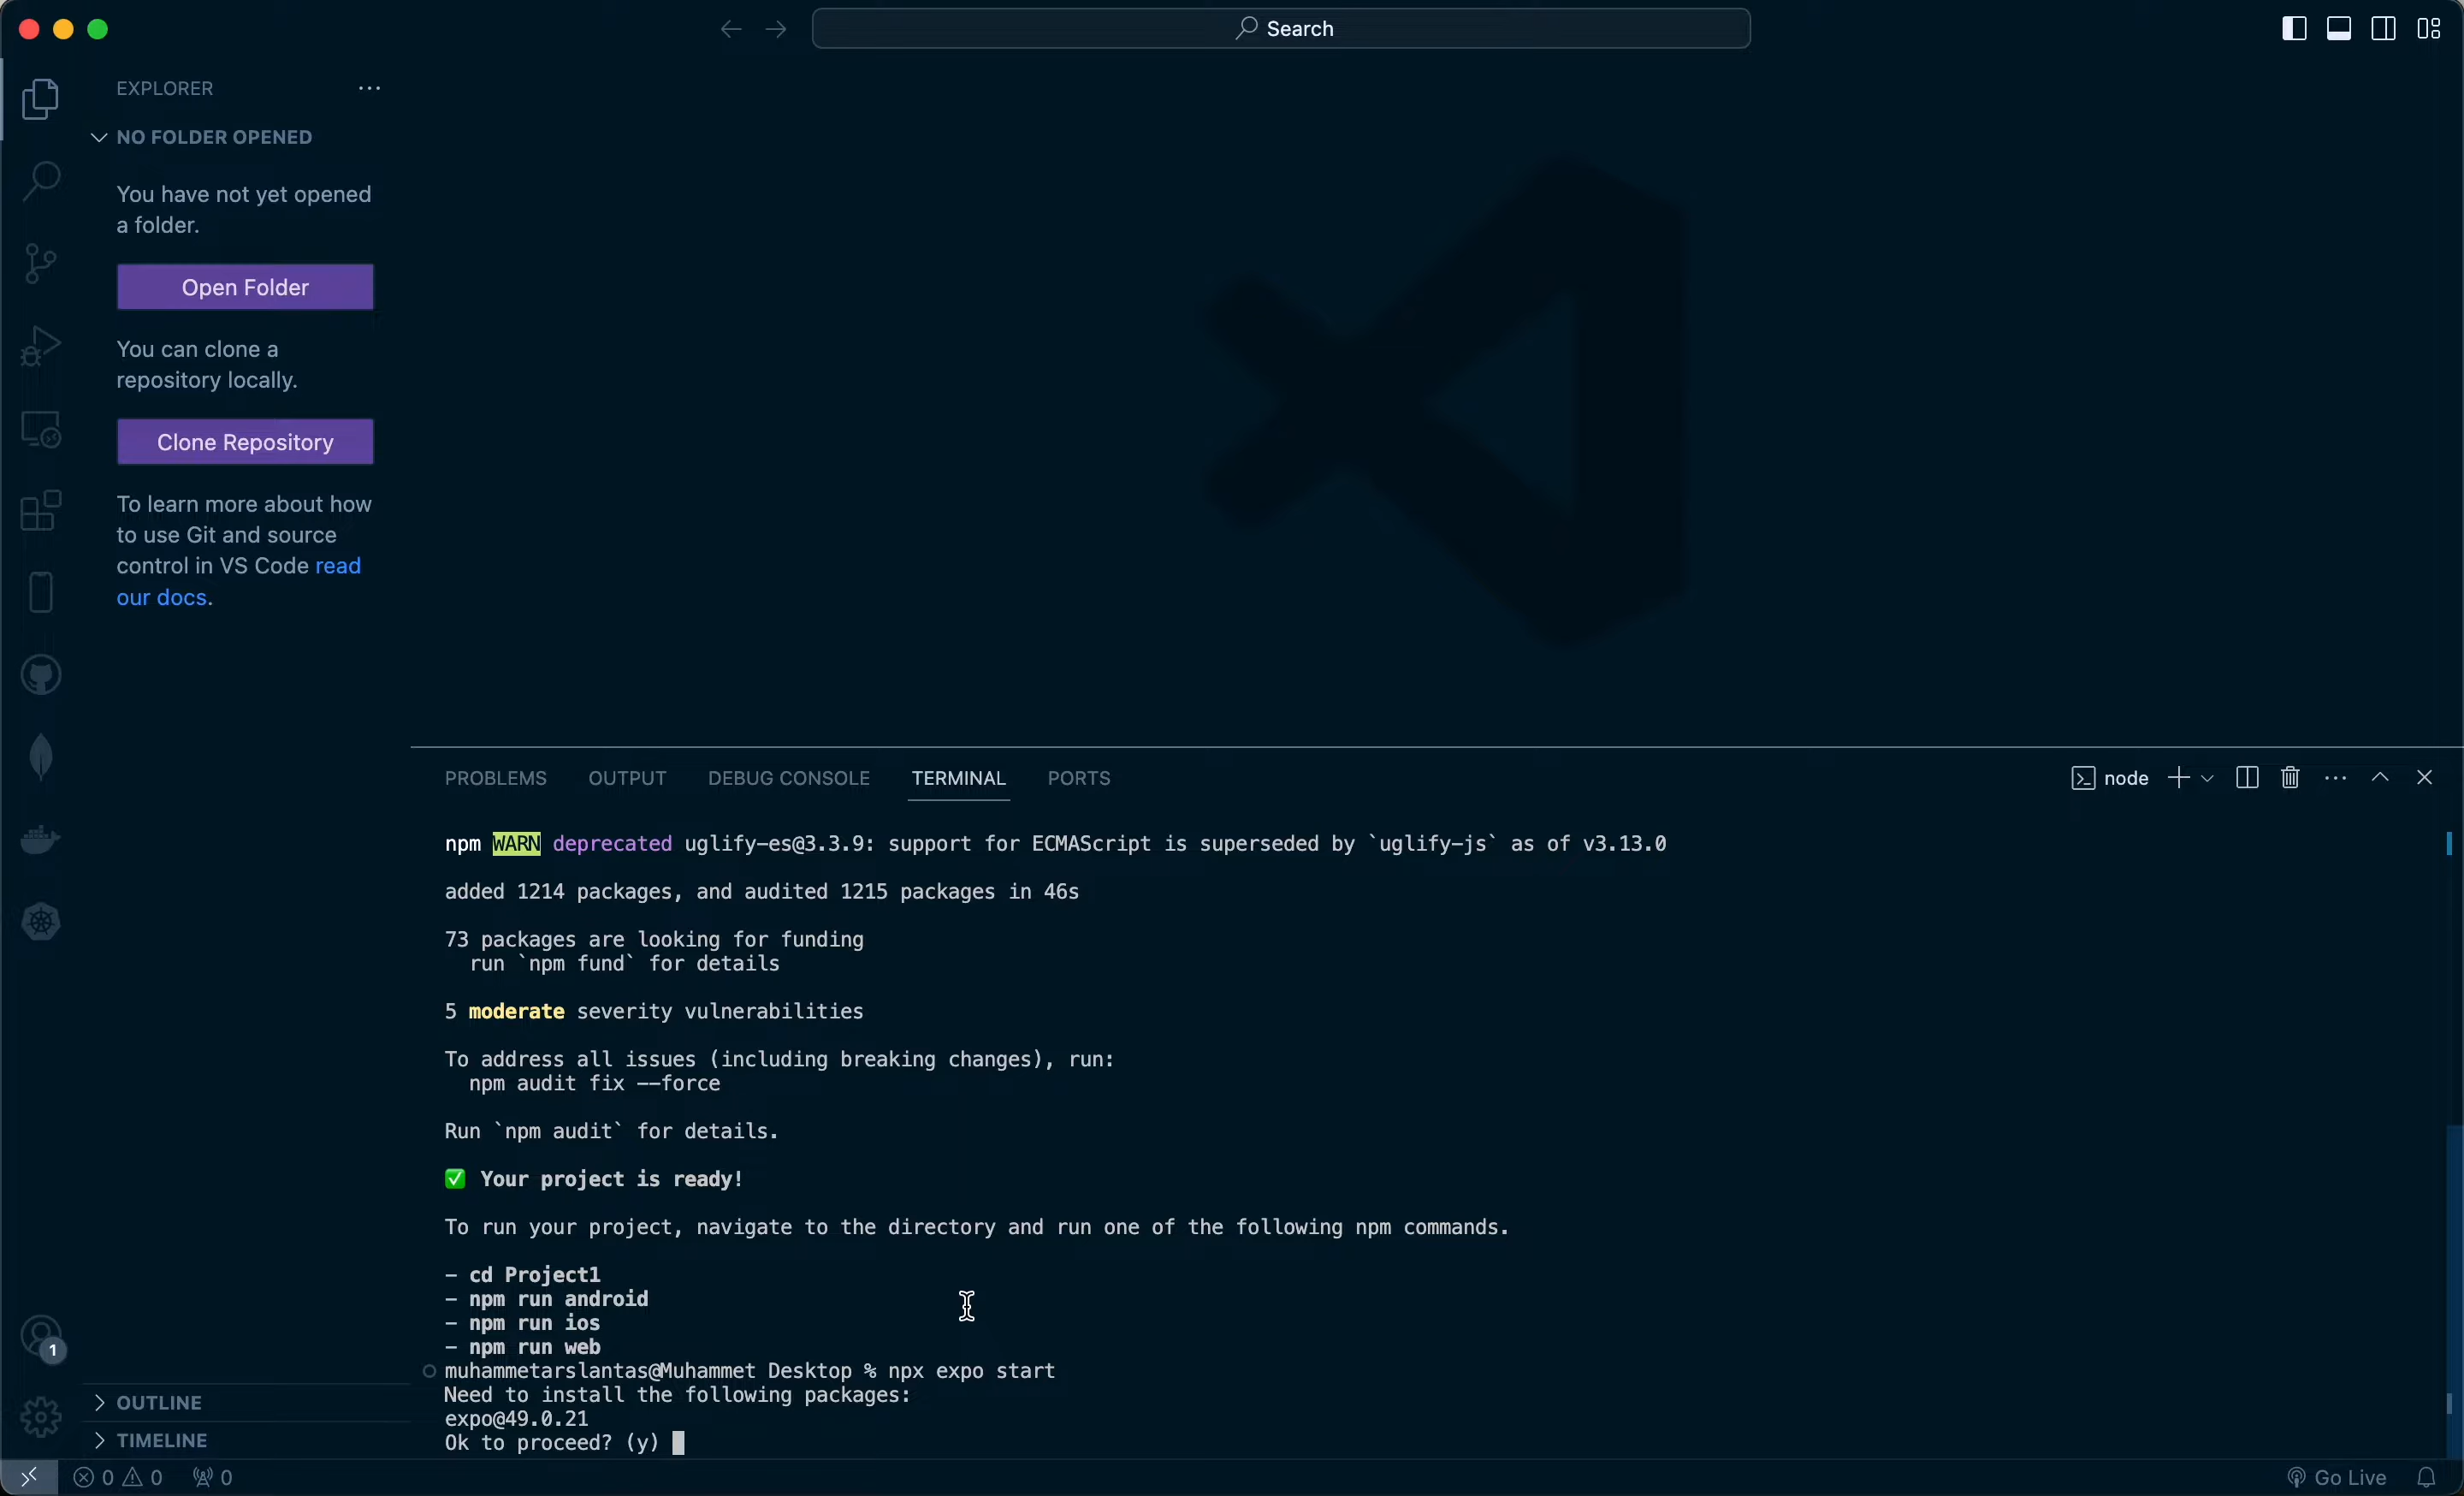 Search
EXPLORER
NO FOLDER OPENED
You have not yet opened
a folder.
Open Folder
You can clone a
repository locally.
Clone Repository
To learn more about how
to use Git and source
control in VS Code read
our docs.
1
OUTLINE
TIMELINE
PROBLEMS OUTPUT DEBUG CONSOLE TERMINAL PORTS
node
npm WARN deprecated uglify-es@3.3.9: support for ECMAScript is superseded by `uglify-js` as of v3.13.0
added 1214 packages, and audited 1215 packages in 46s
73 packages are looking for funding
run `npm fund` for details
5 moderate severity vulnerabilities
To address all issues (including breaking changes), run:
npm audit fix --force
Run `npm audit` for details.
✅ Your project is ready!
To run your project, navigate to the directory and run one of the following npm commands.
- cd Project1
- npm run android
- npm run ios
- npm run web
muhammetarslantas@Muhammet Desktop % npx expo start
Need to install the following packages:
expo@49.0.21
Ok to proceed? (y)
0 0 0
Go Live